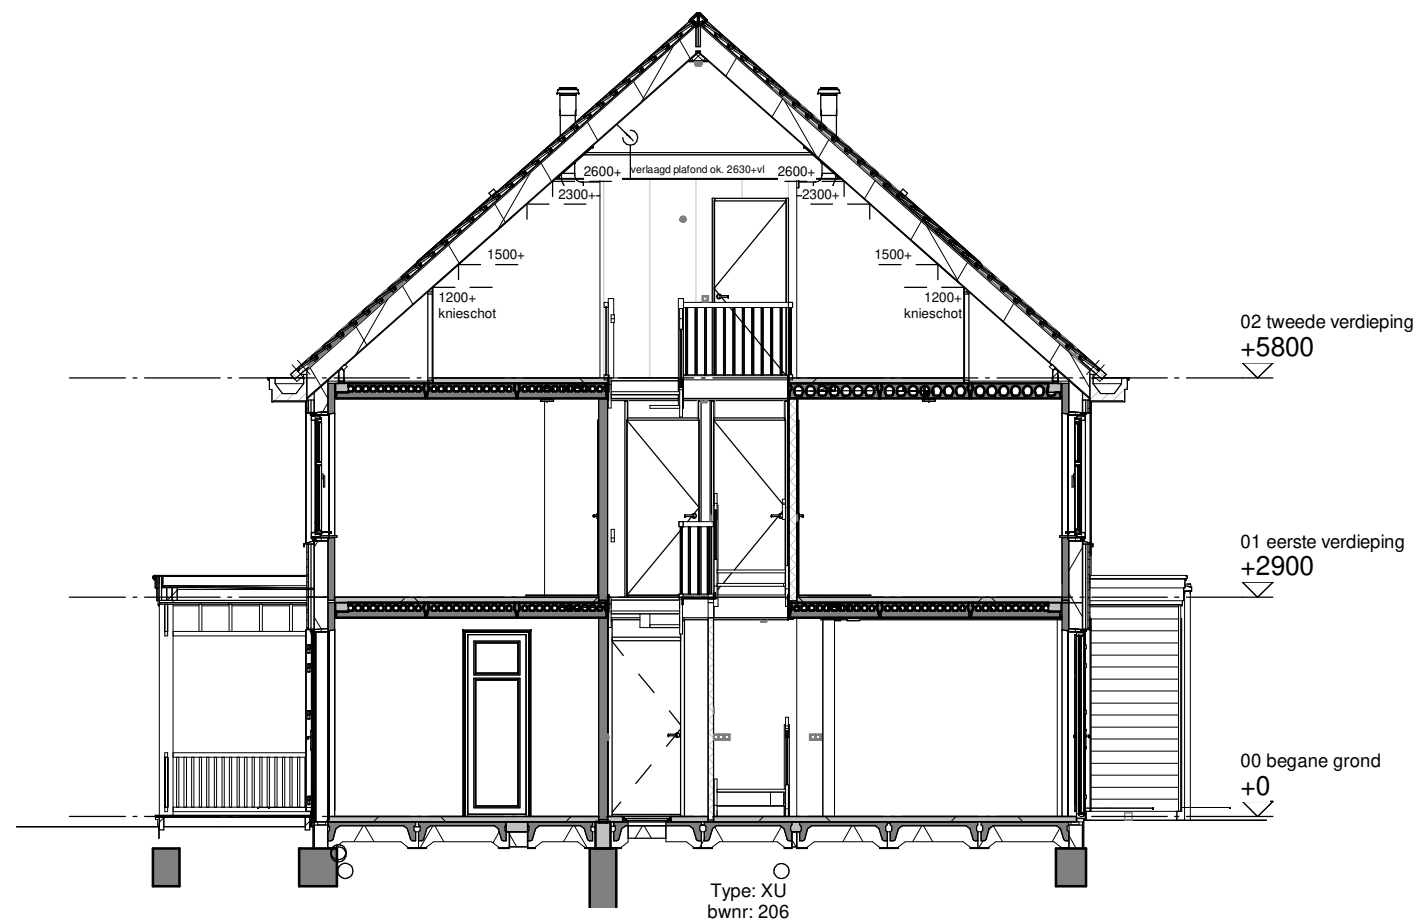 2600+
verlaagd plafond ok. 2630+vl
2600+
2300+
2300+
1500+
1500+
1200+
knieschot
1200+
knieschot
02 tweede verdieping
+5800
01 eerste verdieping
+2900
00 begane grond
+0
Type: XU
bwnr: 206